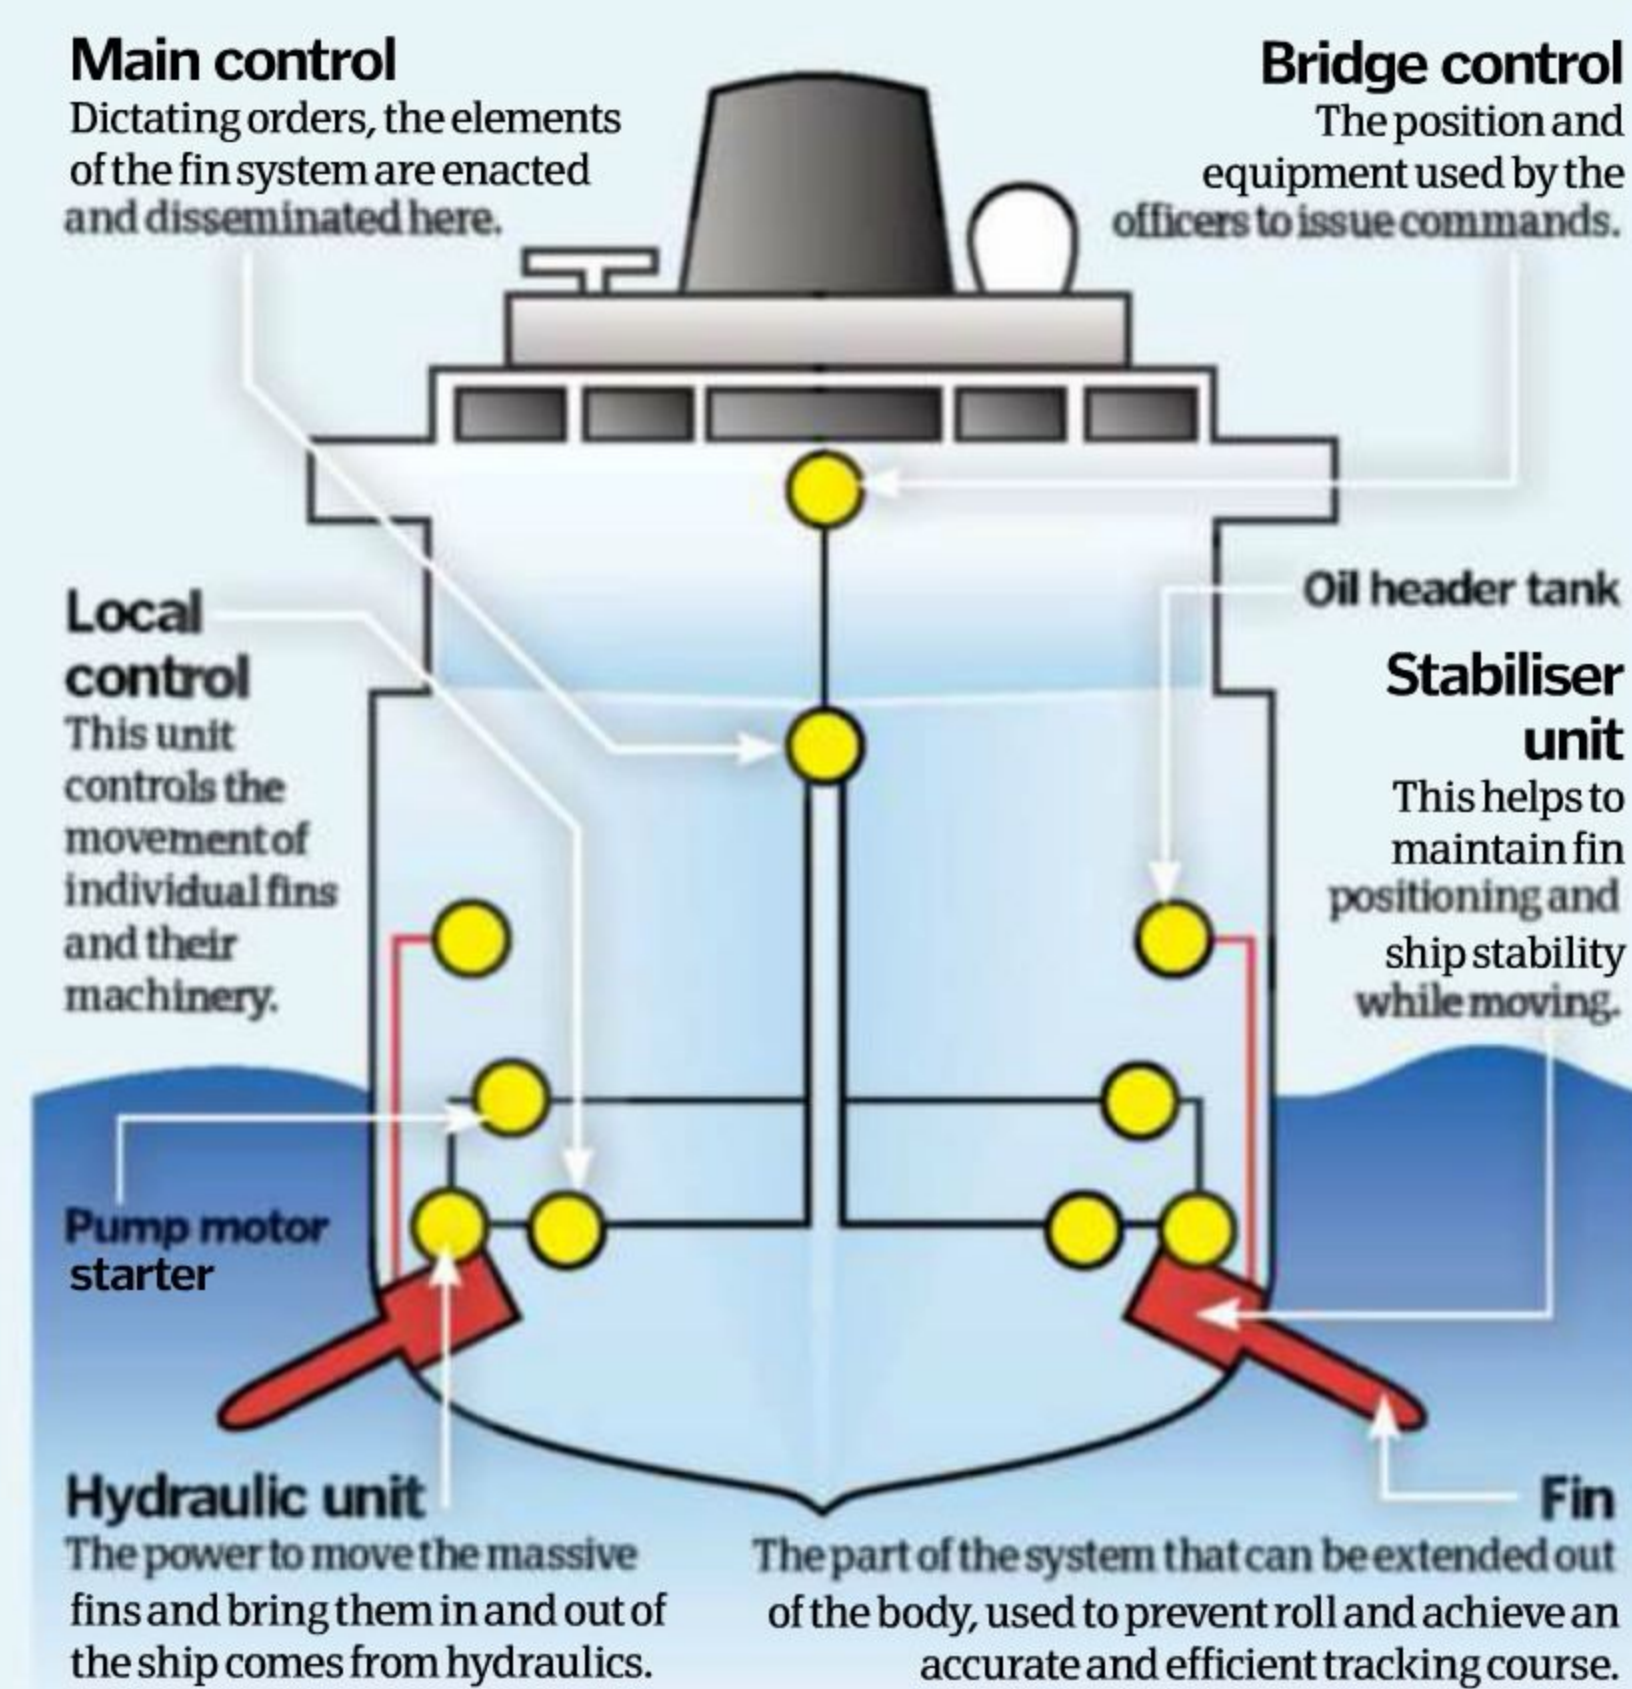 Main control
Dictating orders, the elements
of the fin system are enacted
and disseminated here.
Bridge control
The position and
equipment used by the
officers to issue commands.
Local
control
This unit
controls the
movement of
individual fins
and their
machinery.
Oil header tank
Stabiliser
unit
This helps to
maintain fin
positioning and
ship stability
while moving.
Pump motor
starter
Hydraulic unit
The power to move the massive
fins and bring them in and out of
the ship comes from hydraulics.
Fin
The part of the system that can be extended out
of the body, used to prevent roll and achieve an
accurate and efficient tracking course.